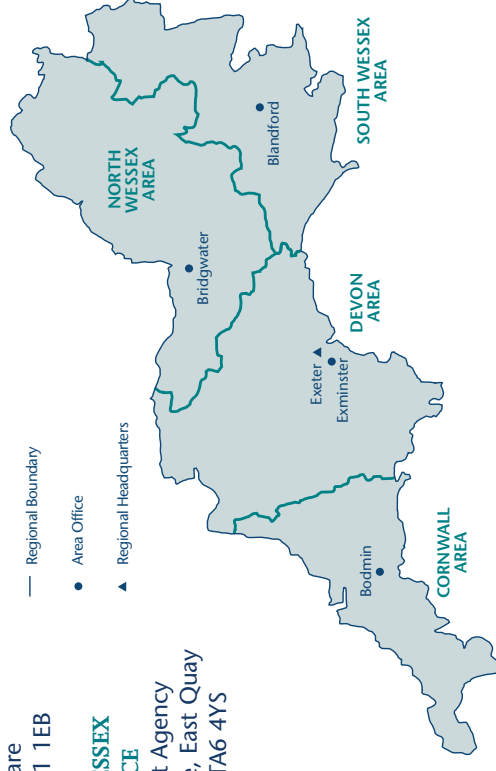 are
1 1EB
ESSEX
CE
t Agency
e, East Quay
TA6 4YS
Regional Boundary
Area Office
Regional Headquarters
NORTH
WESSEX
AREA
Bridgwater
Blandford
SOUTH WESSEX
AREA
Exeter
Exminster
DEVON
AREA
Bodmin
CORNWALL
AREA